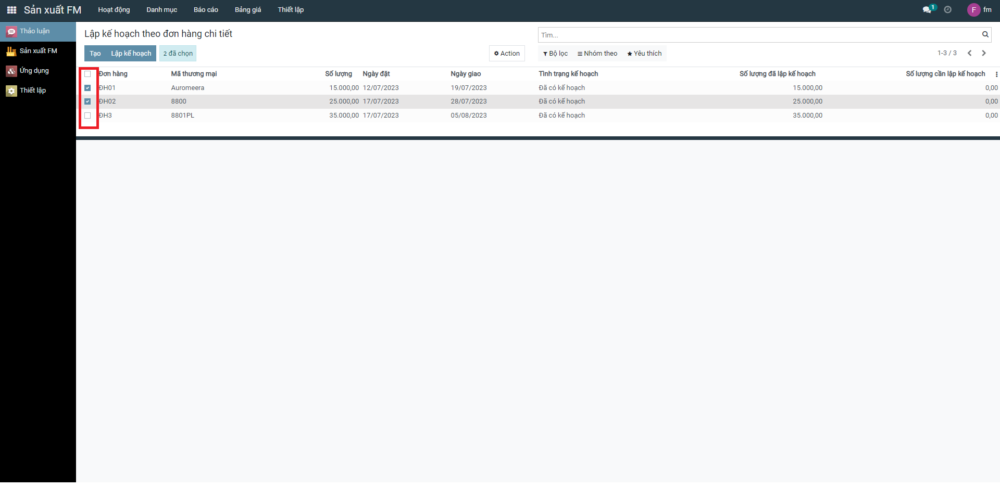 Sản xuất FM Hoạt động Danh mục Báo cáo Bảng giá Thiết lập 1 F fm
Thảo luận
Sản xuất FM
Ứng dụng
Thiết lập
Lập kế hoạch theo đơn hàng chi tiết
Tìm...
Tạo Lập kế hoạch 2 đã chọn Action Bộ lọc Nhóm theo Yêu thích 1-3 / 3
Đơn hàng Mã thương mại Số lượng Ngày đặt Ngày giao Tình trạng kế hoạch Số lượng đã lập kế hoạch Số lượng cần lập kế hoạch
ĐH01 Auromeera 15.000,00 12/07/2023 19/07/2023 Đã có kế hoạch 15.000,00 0,00
ĐH02 8800 25.000,00 17/07/2023 28/07/2023 Đã có kế hoạch 25.000,00 0,00
ĐH3 8801PL 35.000,00 17/07/2023 05/08/2023 Đã có kế hoạch 35.000,00 0,00